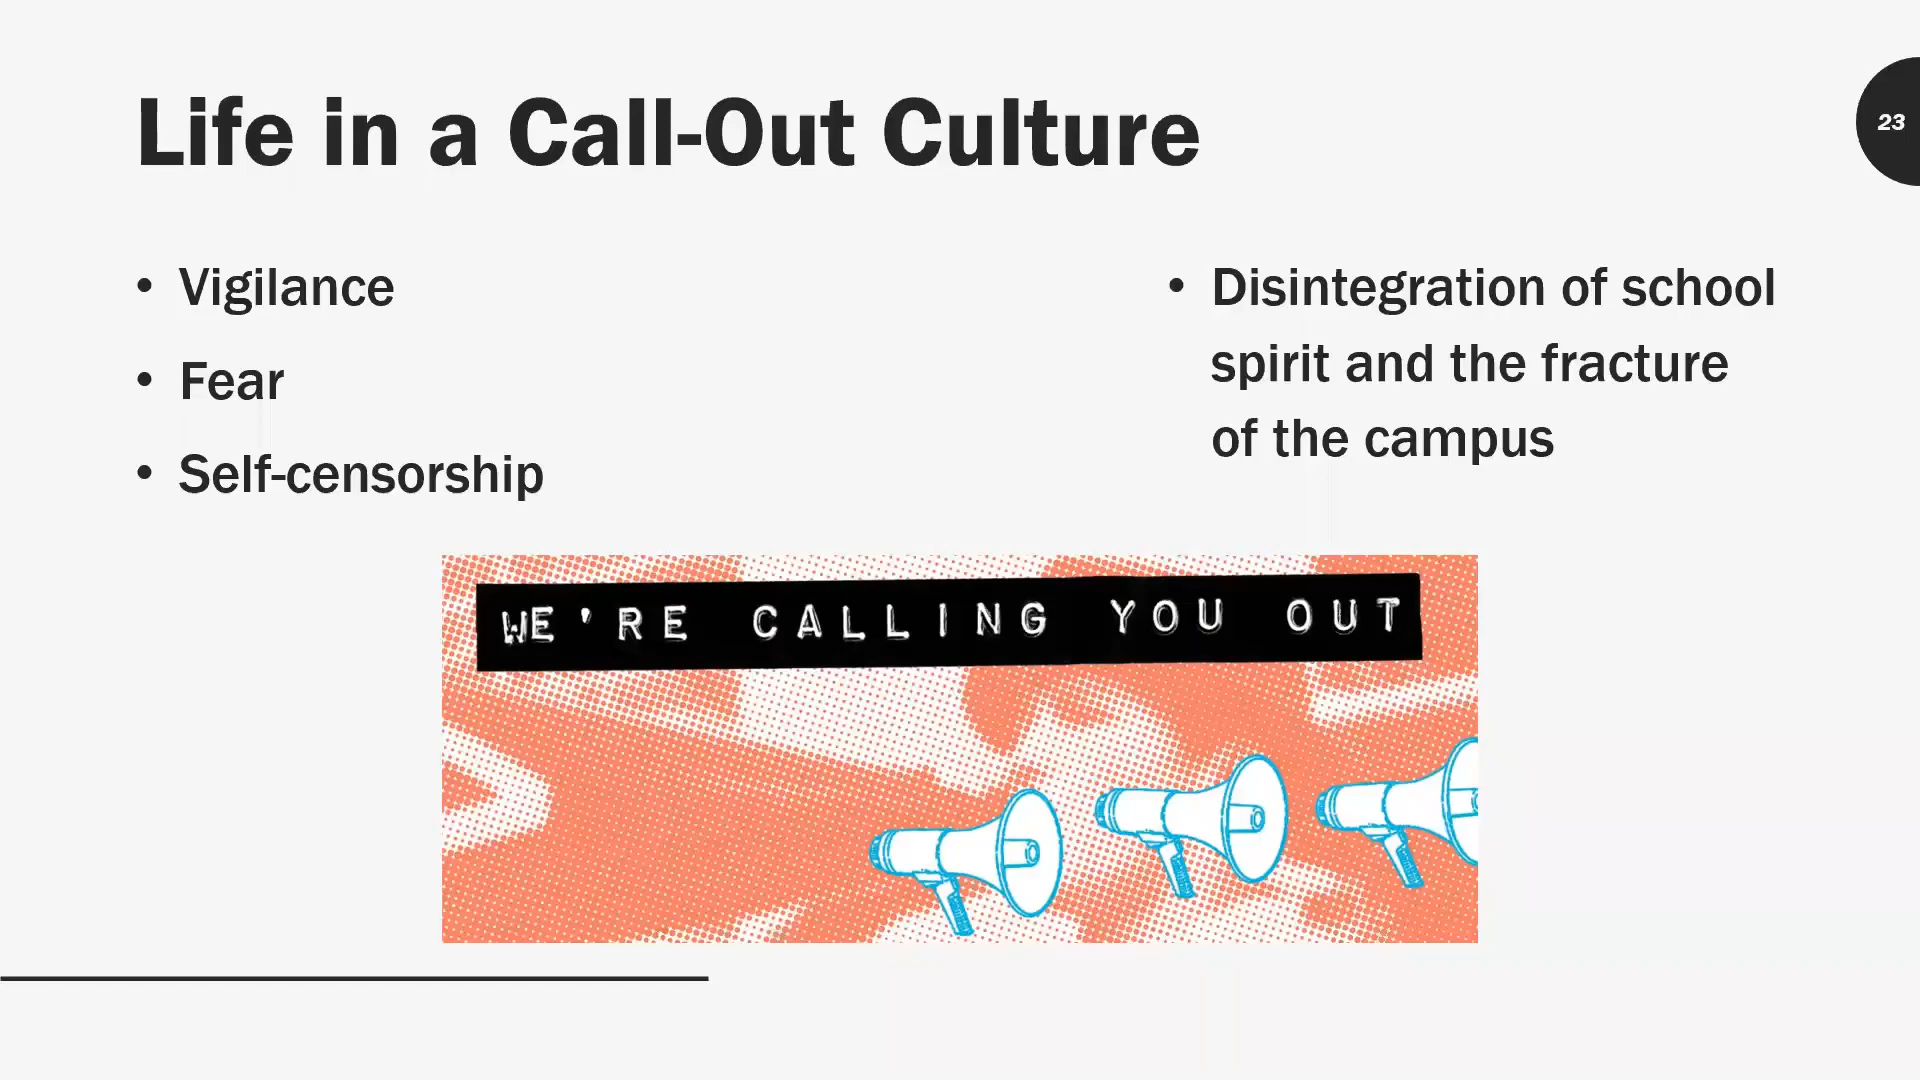 Life in a Call-Out Culture
23
• Vigilance
• Fear
• Self-censorship
• Disintegration of school
spirit and the fracture
of the campus
WE'RE CALLING YOU OUT